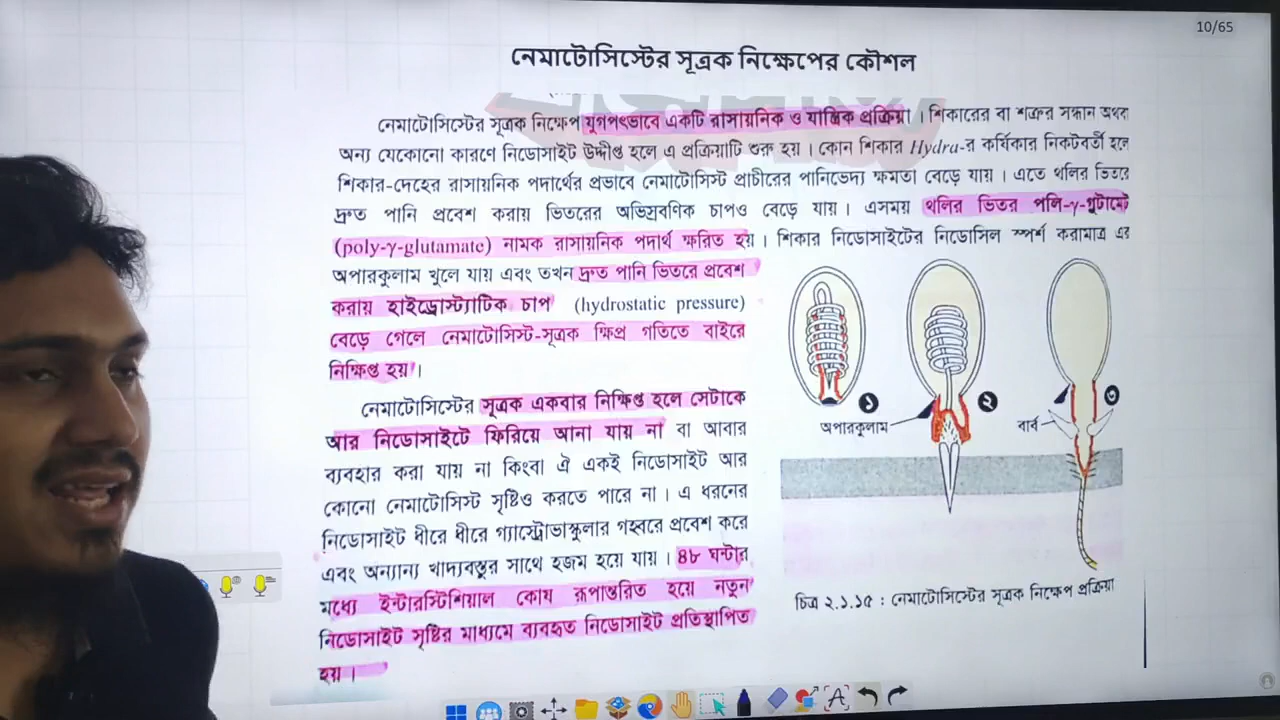 10/65
নেমাটোসিস্টের সূত্রক নিক্ষেপের কৌশল
নেমাটোসিস্টের সূত্রক নিক্ষেপ যুগপৎভাবে একটি রাসায়নিক ও যান্ত্রিক প্রক্রিয়া । শিকারের বা শত্রুর সন্ধান অথবা
অন্য যেকোনো কারণে নিডোসাইট উদ্দীপ্ত হলে এ প্রক্রিয়াটি শুরু হয় । কোন শিকার Hydra-র কর্ষিকার নিকটবর্তী হলে
শিকার-দেহের রাসায়নিক পদার্থের প্রভাবে নেমাটোসিস্ট প্রাচীরের পানিভেদ্য ক্ষমতা বেড়ে যায় । এতে থলির ভিতরে
দ্রুত পানি প্রবেশ করায় ভিতরের অভিস্রবণিক চাপও বেড়ে যায় । এসময় থলির ভিতর পলি-γ-গ্লুটামেট
(poly-γ-glutamate) নামক রাসায়নিক পদার্থ ক্ষরিত হয় । শিকার নিডোসাইটের নিডোসিল স্পর্শ করামাত্র এর
অপারকুলাম খুলে যায় এবং তখন দ্রুত পানি ভিতরে প্রবেশ
করায় হাইড্রোস্ট্যাটিক চাপ (hydrostatic pressure)
বেড়ে গেলে নেমাটোসিস্ট-সূত্রক ক্ষিপ্র গতিতে বাইরে
নিক্ষিপ্ত হয় ।
নেমাটোসিস্টের সূত্রক একবার নিক্ষিপ্ত হলে সেটাকে
আর নিডোসাইটে ফিরিয়ে আনা যায় না বা আবার
ব্যবহার করা যায় না কিংবা ঐ একই নিডোসাইট আর
কোনো নেমাটোসিস্ট সৃষ্টিও করতে পারে না । এ ধরনের
নিডোসাইট ধীরে ধীরে গ্যাস্ট্রোভাস্কুলার গহ্বরে প্রবেশ করে
এবং অন্যান্য খাদ্যবস্তুর সাথে হজম হয়ে যায় । ৪৮ ঘন্টার
মধ্যে ইন্টারস্টিশিয়াল কোষ রূপান্তরিত হয়ে নতুন
নিডোসাইট সৃষ্টির মাধ্যমে ব্যবহৃত নিডোসাইট প্রতিস্থাপিত
হয় ।
১
২
৩
অপারকুলাম
বার্ব
চিত্র ২.১.১৫ : নেমাটোসিস্টের সূত্রক নিক্ষেপ প্রক্রিয়া